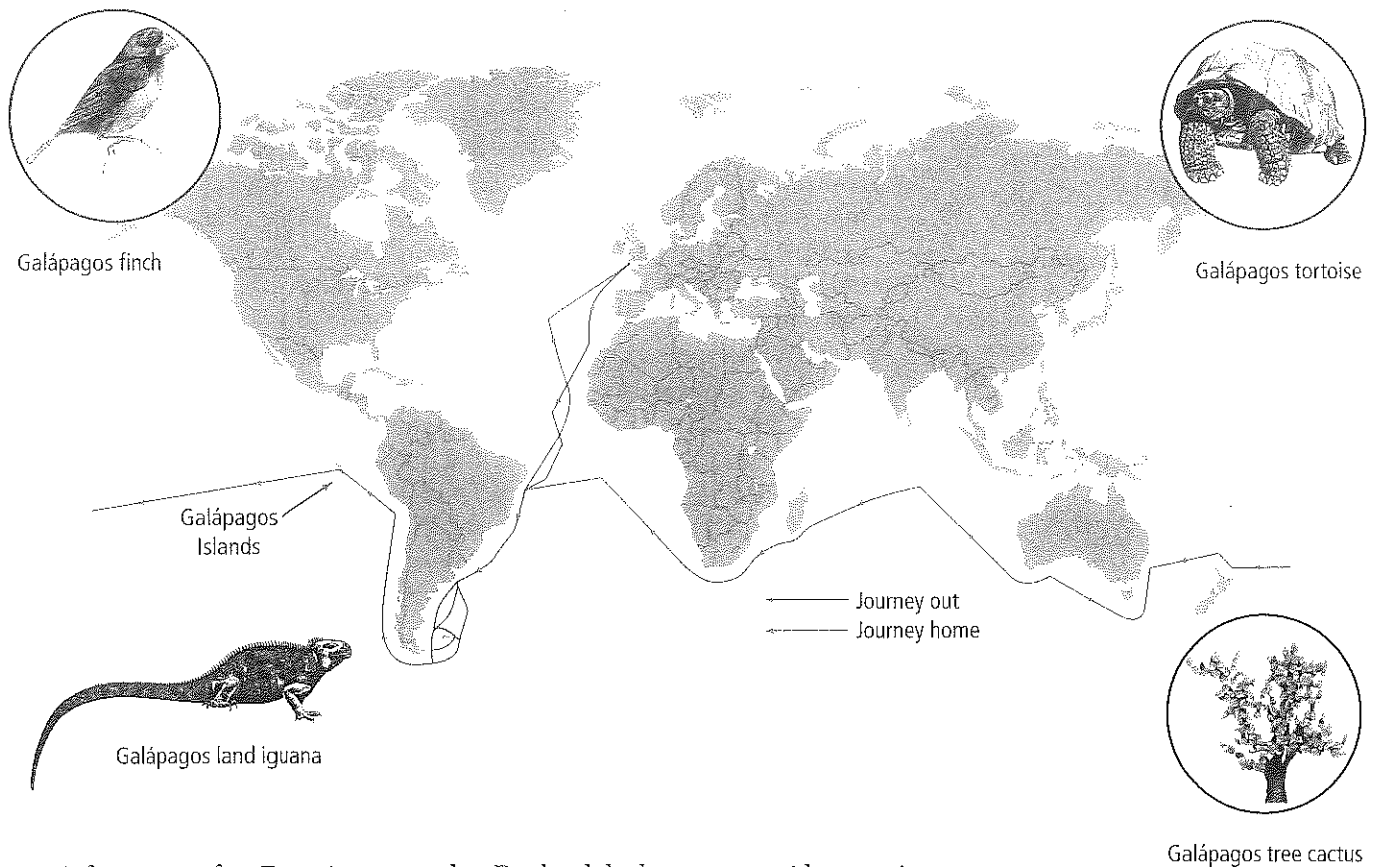 Galápagos finch
Galápagos tortoise
Galápagos
Islands
Journey out
Journey home
Galápagos land iguana
Galápagos tree cactus